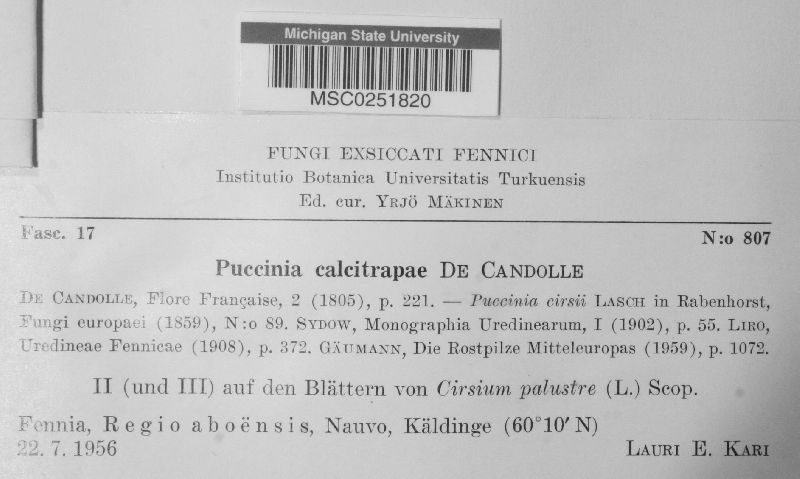 Michigan State University
MSC0251820
FUNGI EXSICCATI FENNICI
Institutio Botanica Universitatis Turkuensis
Ed. cur. YRJÖ MÄKINEN
Fasc. 17 N:o 807
Puccinia calcitrapae DE CANDOLLE
DE CANDOLLE, Flore Française, 2 (1805), p. 221. — Puccinia cirsii LASCH in Rabenhorst,
Fungi europaei (1859), N:o 89. SYDOW, Monographia Uredinearum, I (1902), p. 55. LIRO,
Uredineae Fennicae (1908), p. 372. GÄUMANN, Die Rostpilze Mitteleuropas (1959), p. 1072.
II (und III) auf den Blättern von Cirsium palustre (L.) Scop.
Fennia, Regio aboënsis, Nauvo, Käldinge (60°10′ N)
22. 7. 1956 LAURI E. KARI